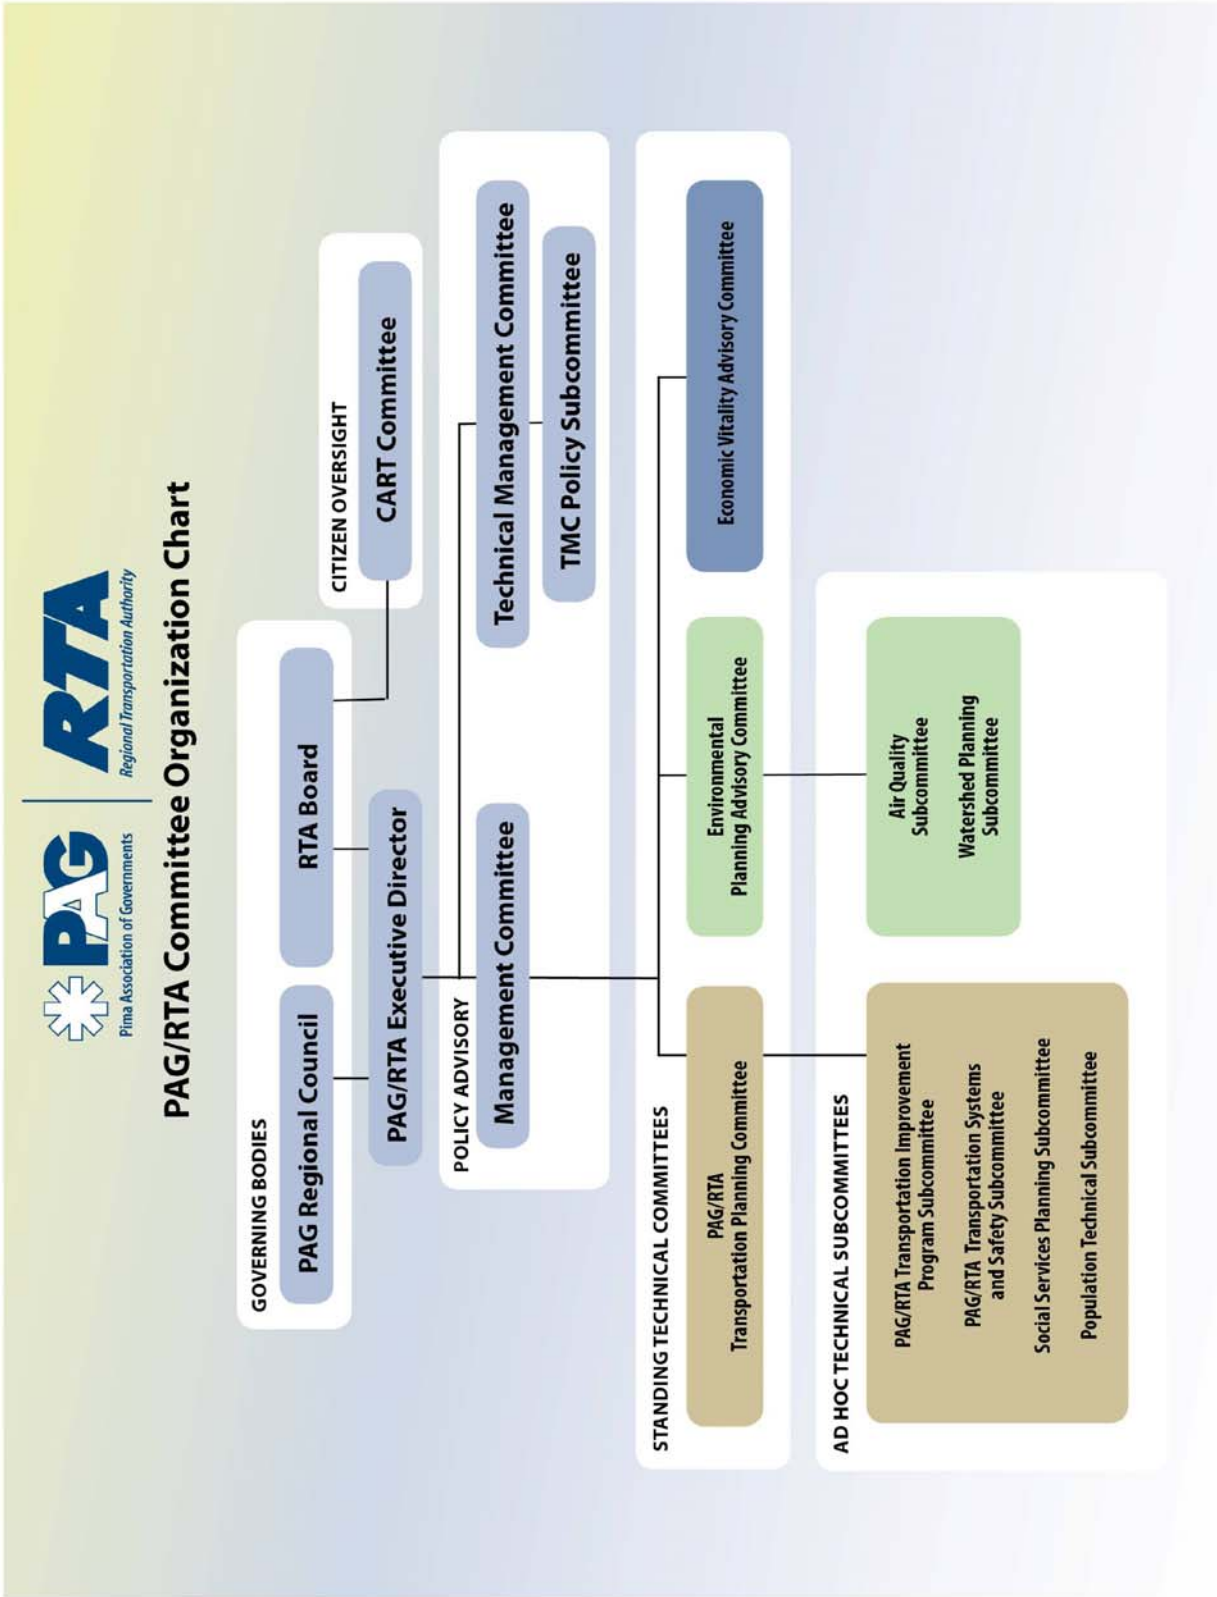 PAG
Pima Association of Governments
RTA
Regional Transportation Authority
PAG/RTA Committee Organization Chart
GOVERNING BODIES
PAG Regional Council
RTA Board
PAG/RTA Executive Director
CITIZEN OVERSIGHT
CART Committee
POLICY ADVISORY
Management Committee
Technical Management Committee
TMC Policy Subcommittee
STANDING TECHNICAL COMMITTEES
PAG/RTA
Transportation Planning Committee
Environmental
Planning Advisory Committee
Economic Vitality Advisory Committee
AD HOC TECHNICAL SUBCOMMITTEES
PAG/RTA Transportation Improvement
Program Subcommittee
PAG/RTA Transportation Systems
and Safety Subcommittee
Social Services Planning Subcommittee
Population Technical Subcommittee
Air Quality
Subcommittee
Watershed Planning
Subcommittee